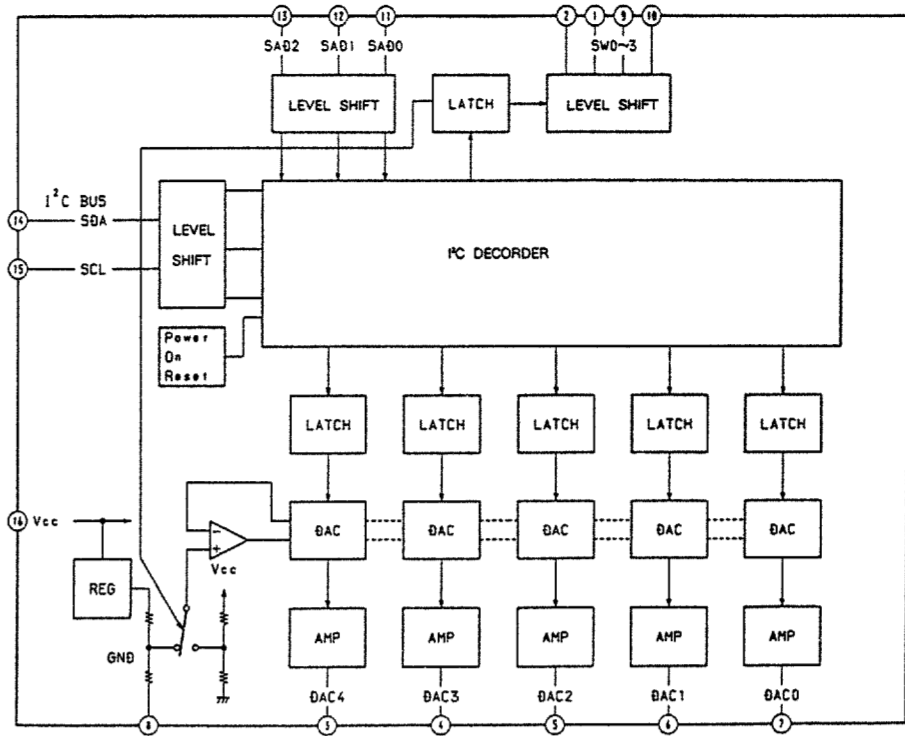 13 12 11 2 1 9 10
SAD2 SAD1 SAD0 SW0~3
LEVEL SHIFT LATCH LEVEL SHIFT
I²C BUS
14 SDA
15 SCL
LEVEL
SHIFT
I²C DECORDER
Power
On
Reset
LATCH LATCH LATCH LATCH LATCH
16 Vcc
- DAC DAC DAC DAC DAC
+
Vcc
REG
AMP AMP AMP AMP AMP
GND
DAC4 DAC3 DAC2 DAC1 DAC0
8 3 4 5 6 7